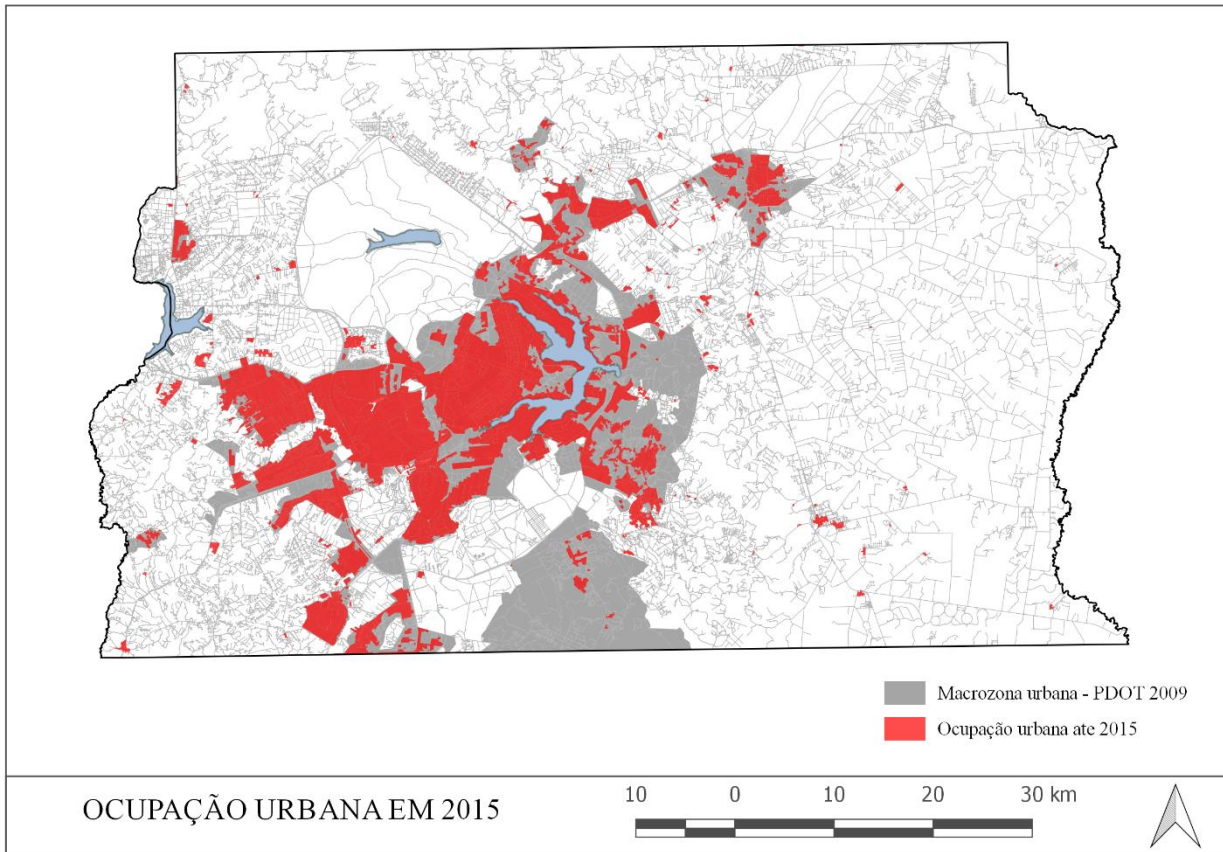 Macrozona urbana - PDOT 2009
Ocupação urbana ate 2015
OCUPAÇÃO URBANA EM 2015
10 0 10 20 30 km